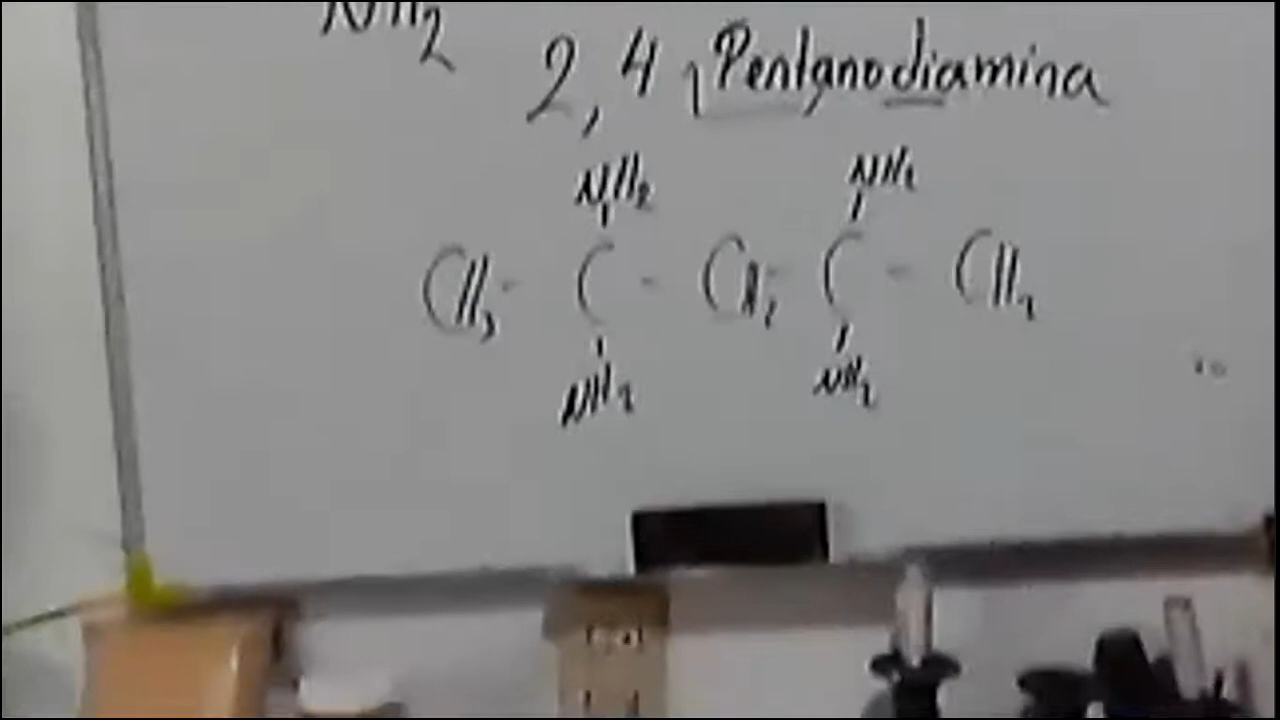 NH2
2,4 Pentanodiamina
NH2 NH2
CH3 - C - CH2 - C - CH3
NH2 NH2